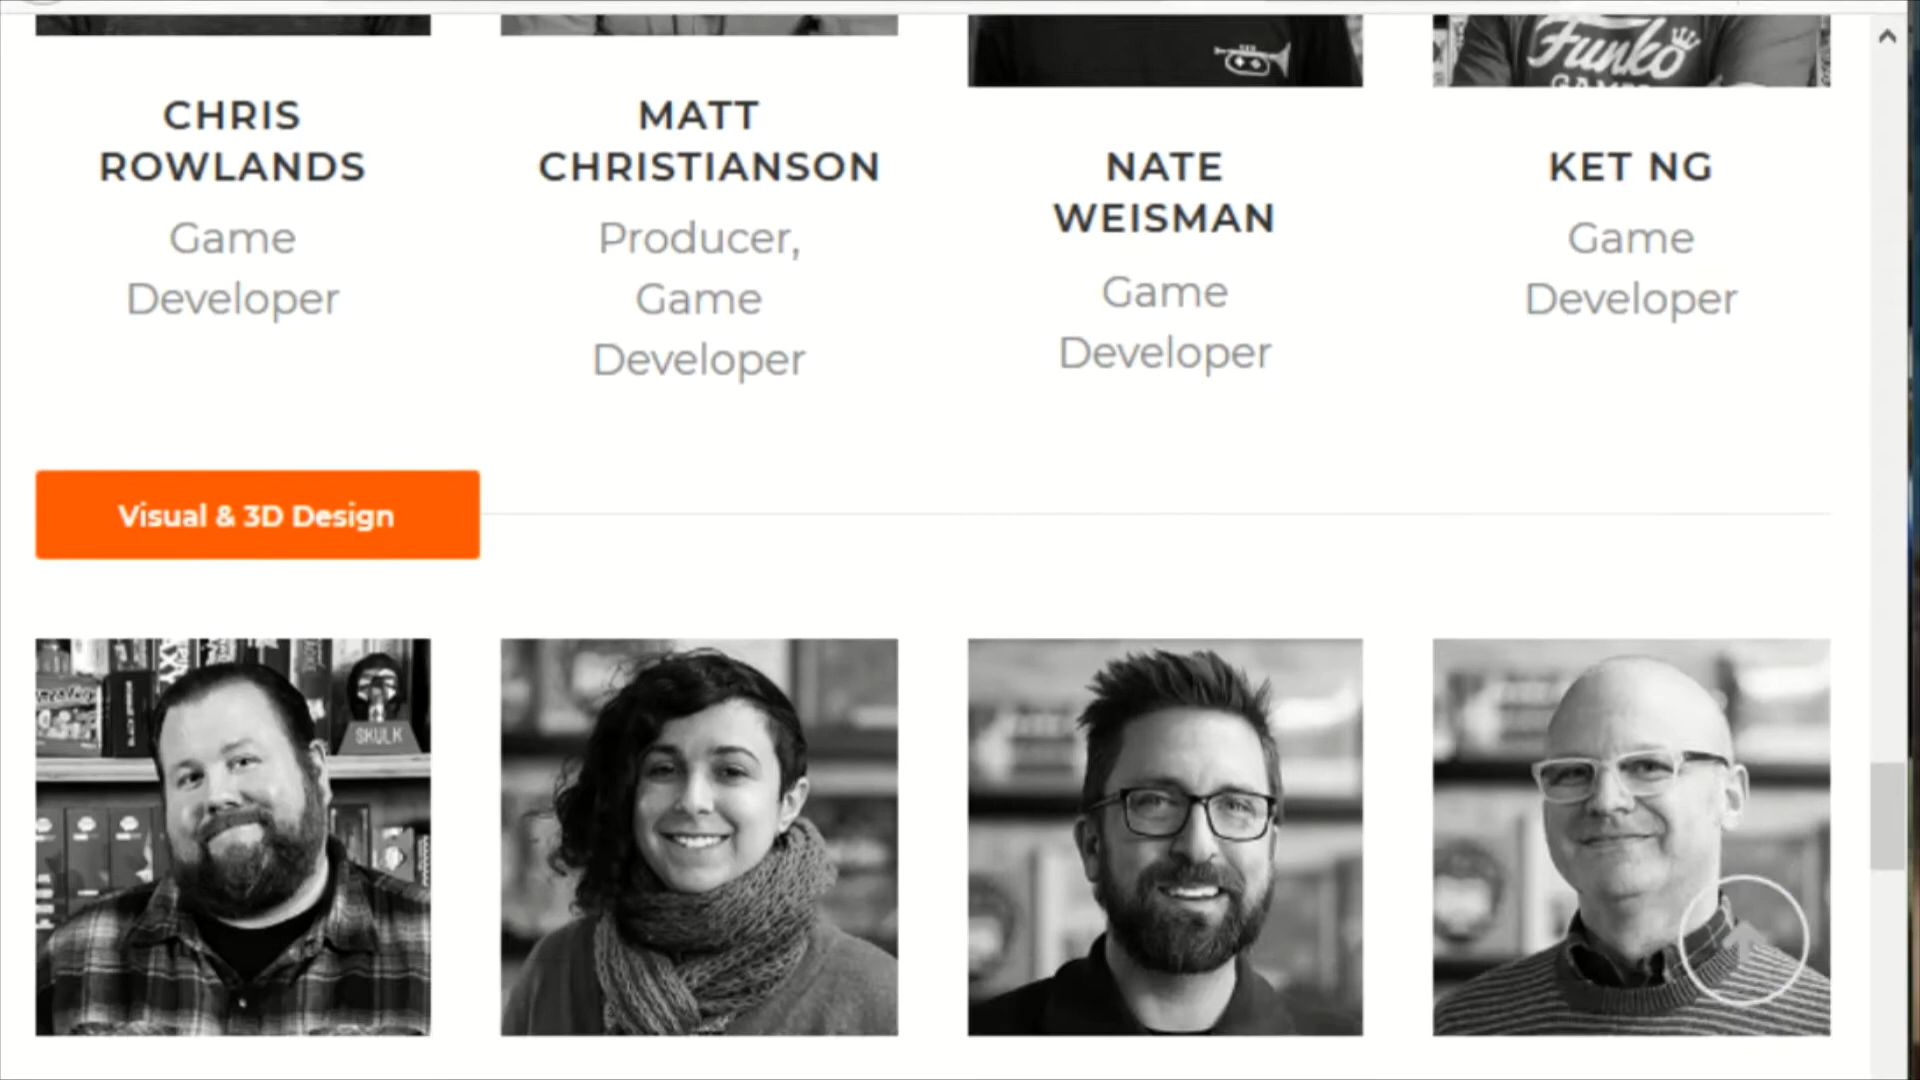 Funko
GAMES
CHRIS
ROWLANDS
Game
Developer
MATT
CHRISTIANSON
Producer,
Game
Developer
NATE
WEISMAN
Game
Developer
KET NG
Game
Developer
Visual & 3D Design
SKULK